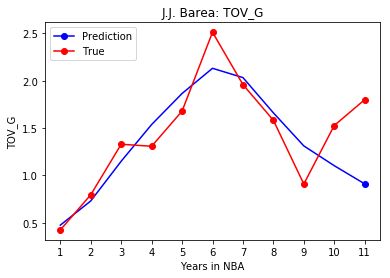 J.J. Barea: TOV_G
Prediction
True
2.5
2.0
1.5
1.0
0.5
TOV_G
1 2 3 4 5 6 7 8 9 10 11
Years in NBA